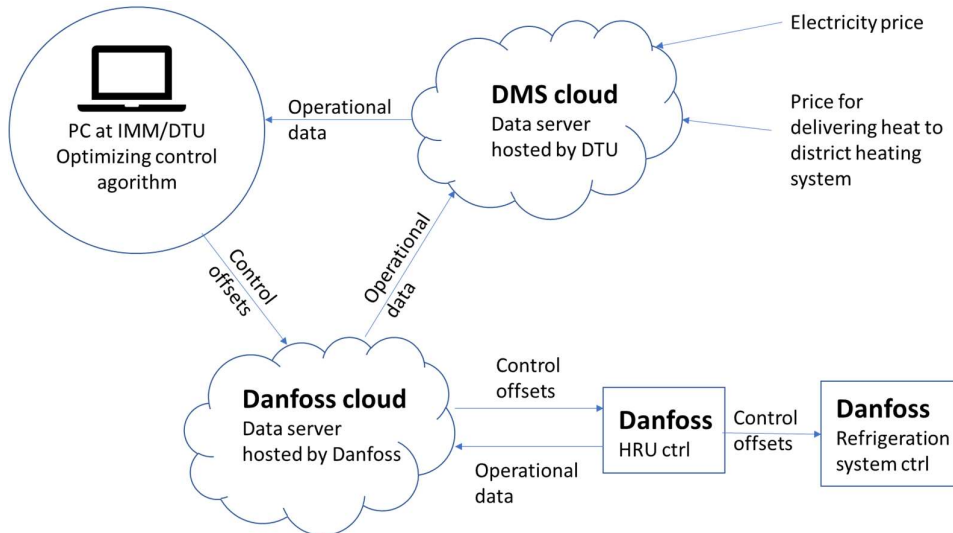 Electricity price
DMS cloud
Data server
hosted by DTU
Operational
data
PC at IMM/DTU
Optimizing control
agorithm
Price for
delivering heat to
district heating
system
Control
offsets
Operational
data
Danfoss cloud
Data server
hosted by Danfoss
Control
offsets
Operational
data
Danfoss
HRU ctrl
Control
offsets
Danfoss
Refrigeration
system ctrl